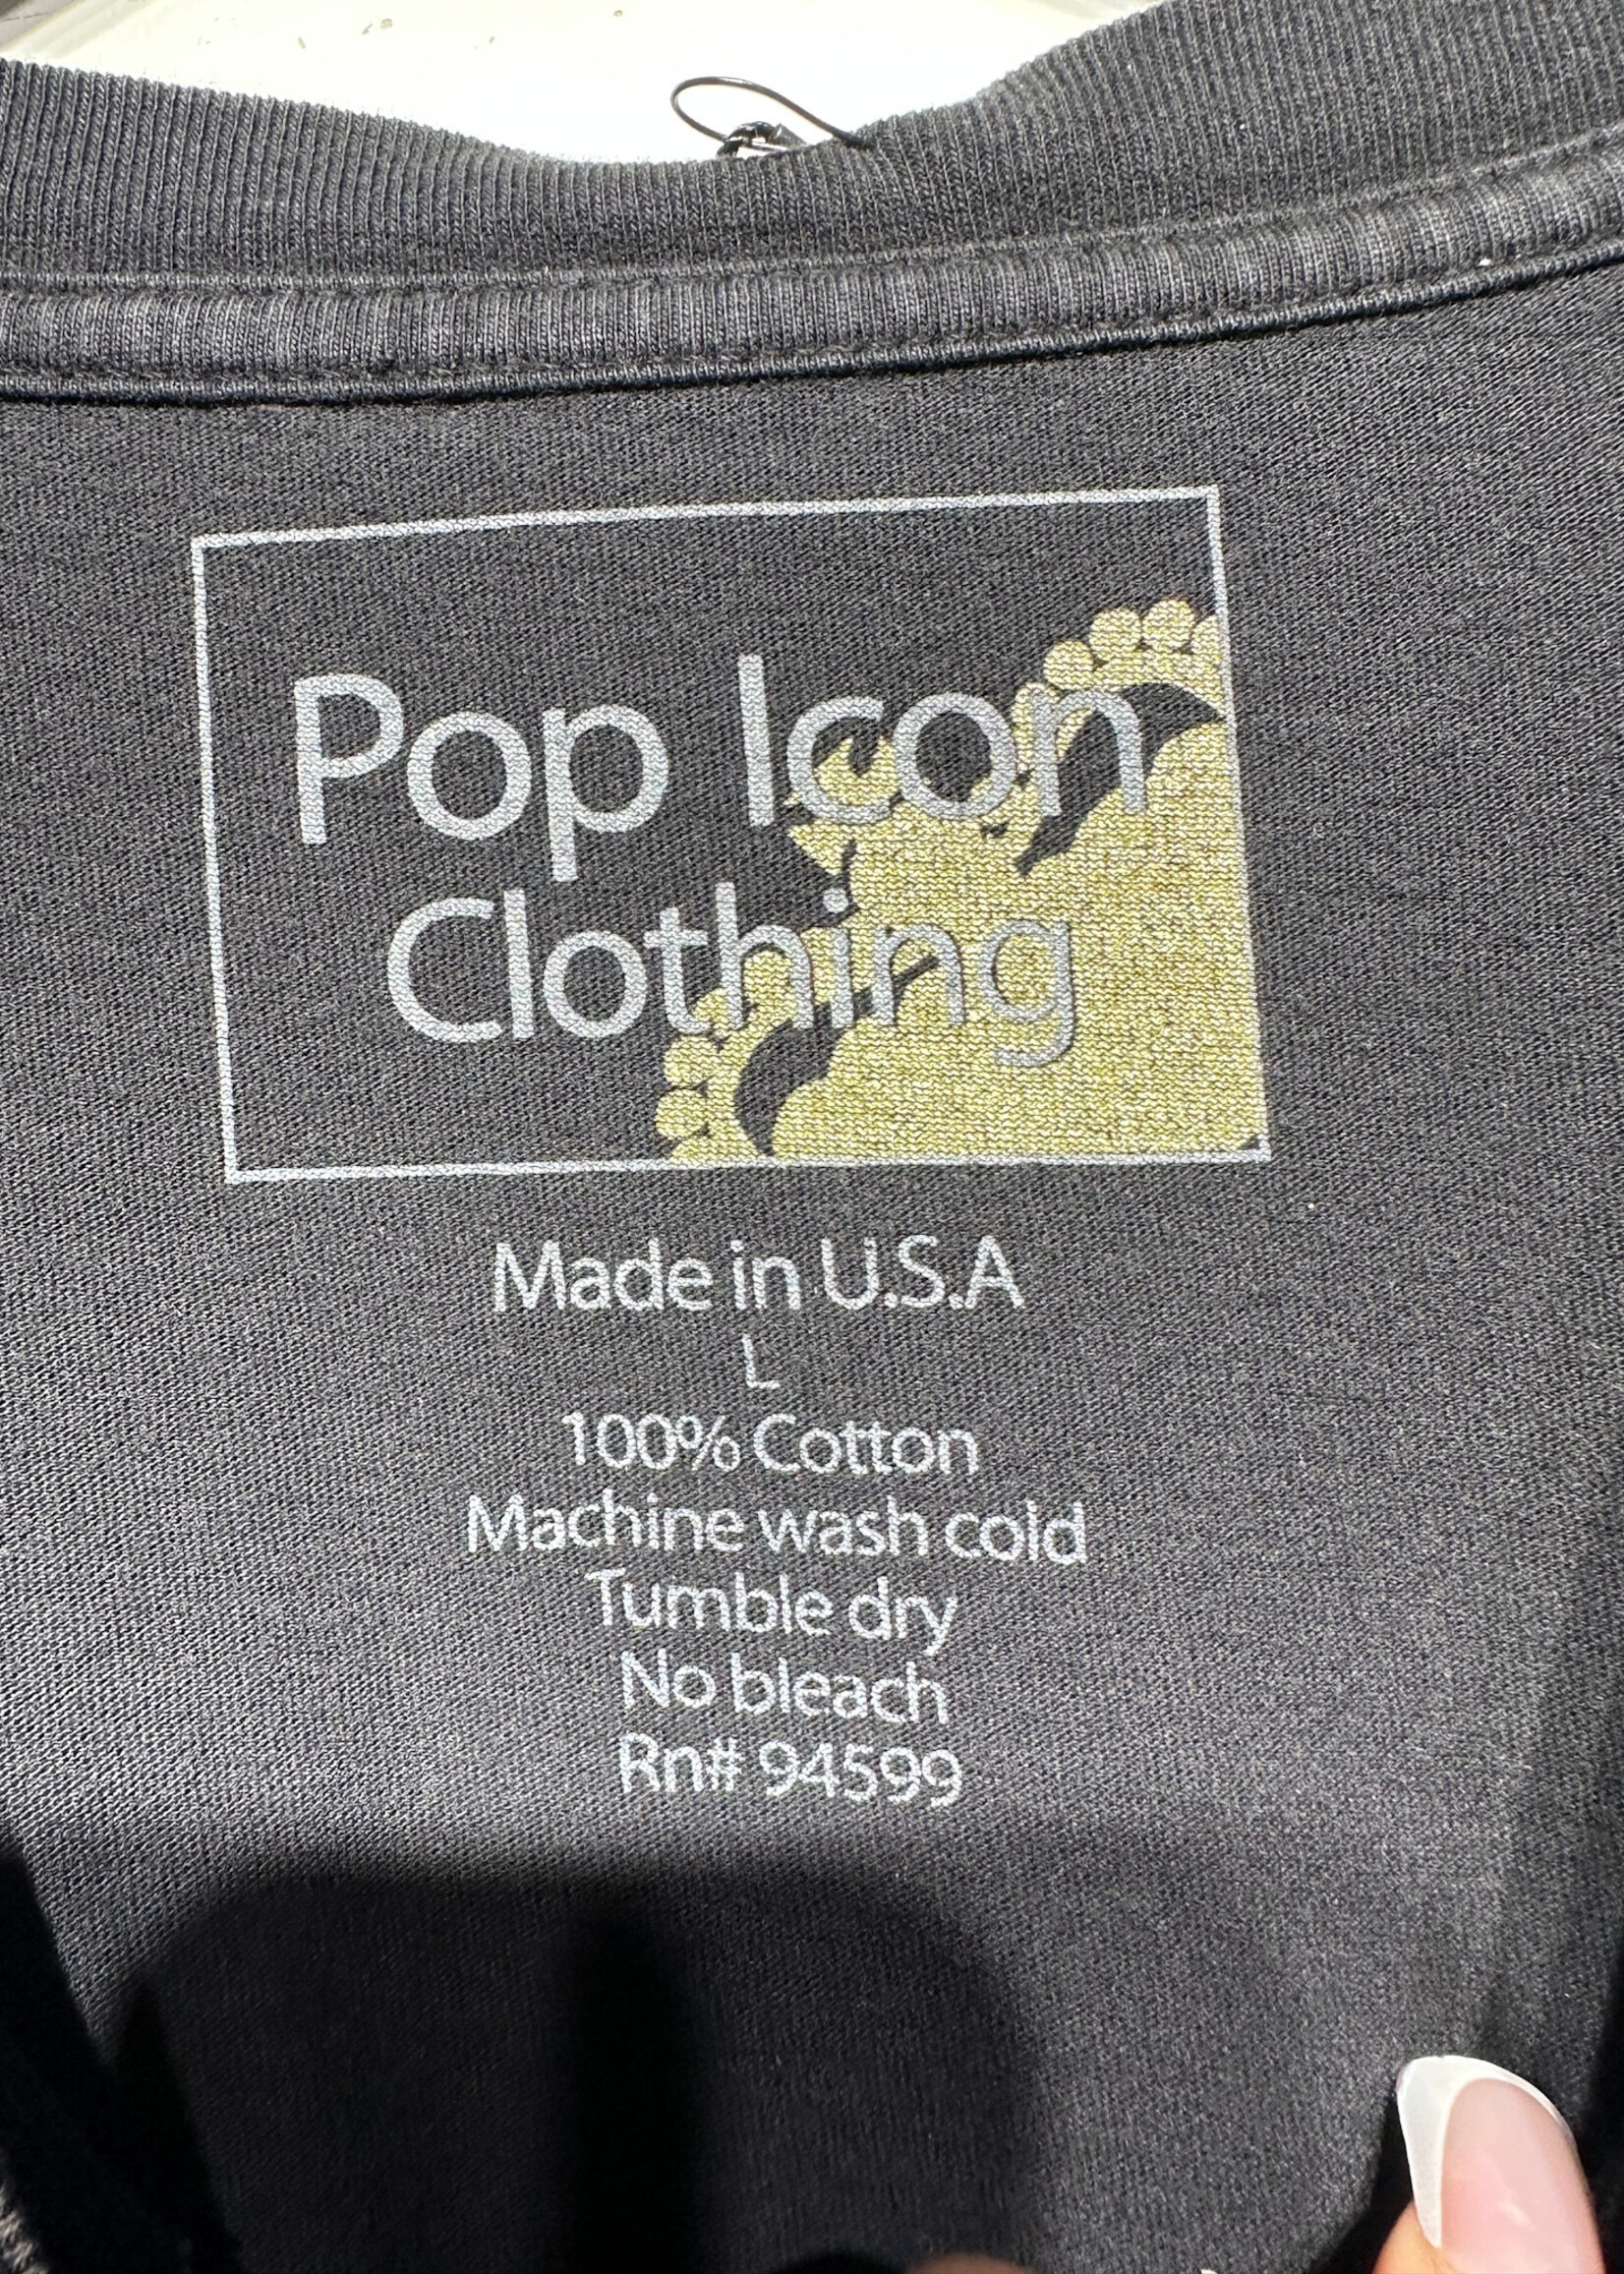 Pop Icon
Clothing
Made in U.S.A
L
100% Cotton
Machine wash cold
Tumble dry
No bleach
Rn# 94599